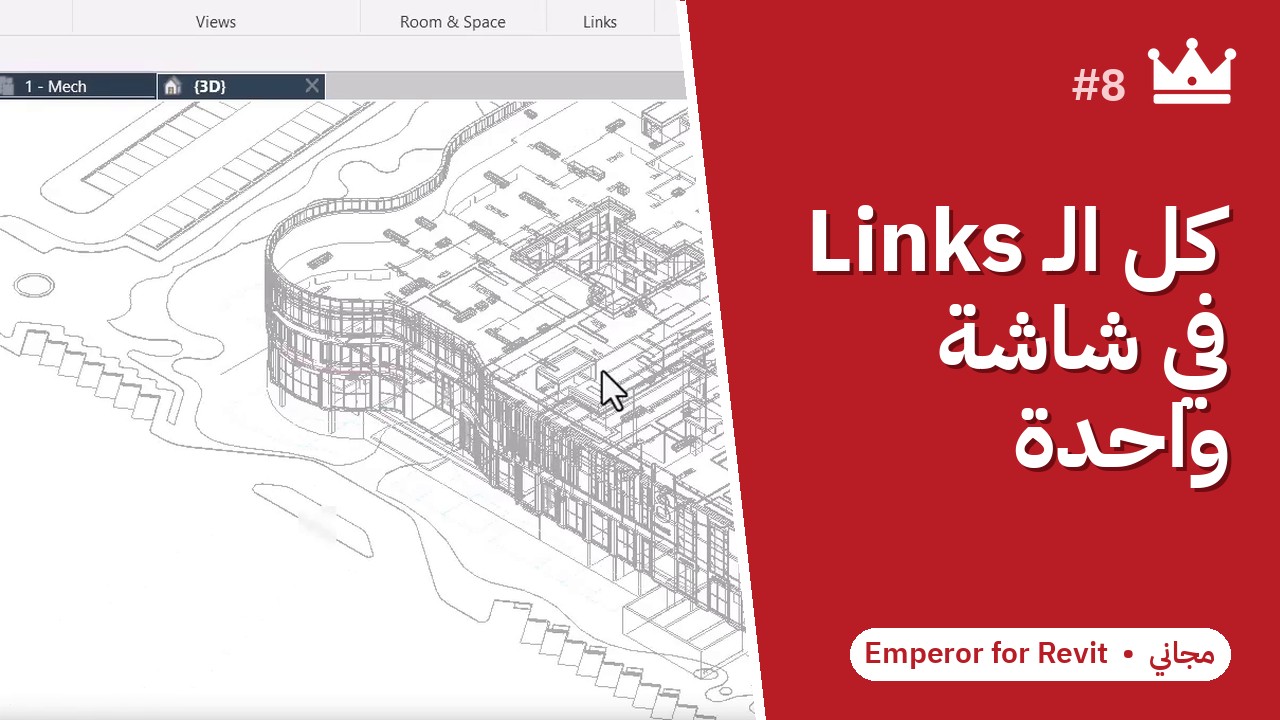 Views
Room & Space
Links
1 - Mech
{3D}
#8
كل الـ Links
في شاشة
واحدة
مجاني • Emperor for Revit